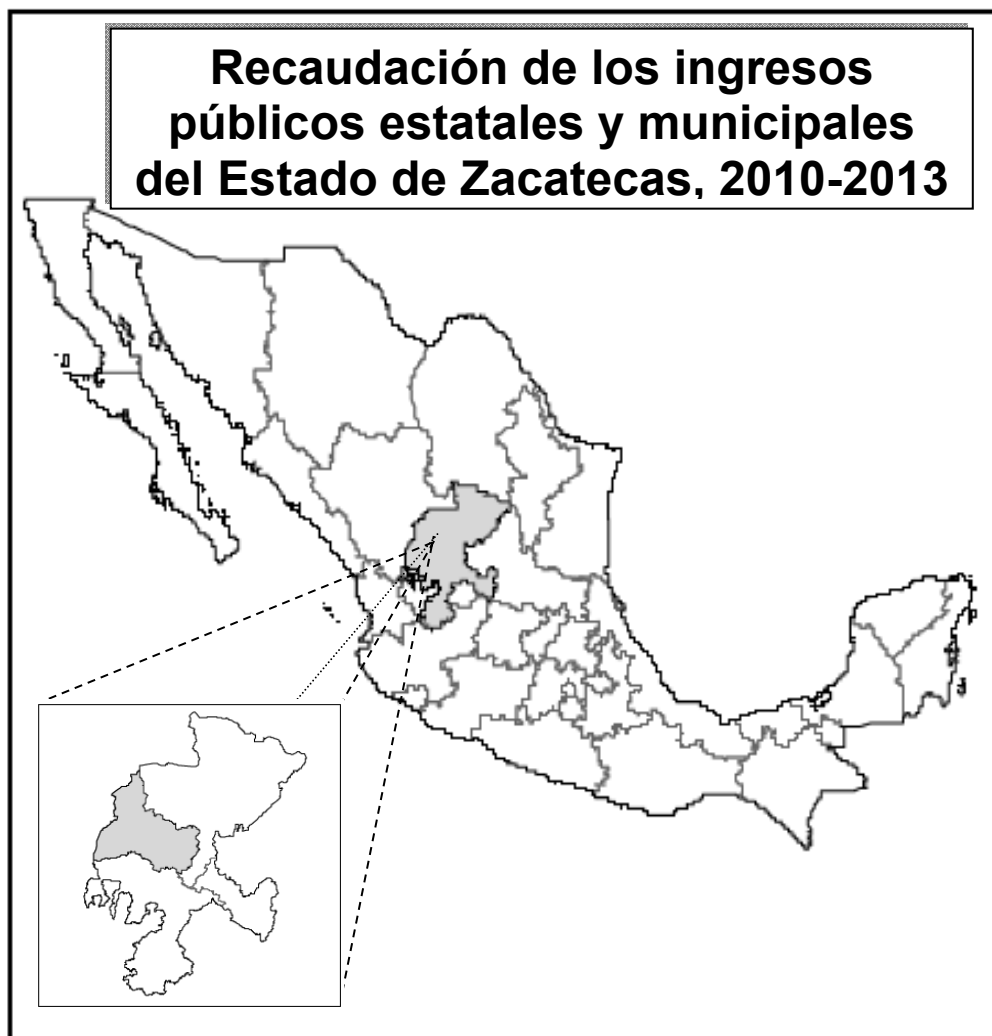 Recaudación de los ingresos
públicos estatales y municipales
del Estado de Zacatecas, 2010-2013